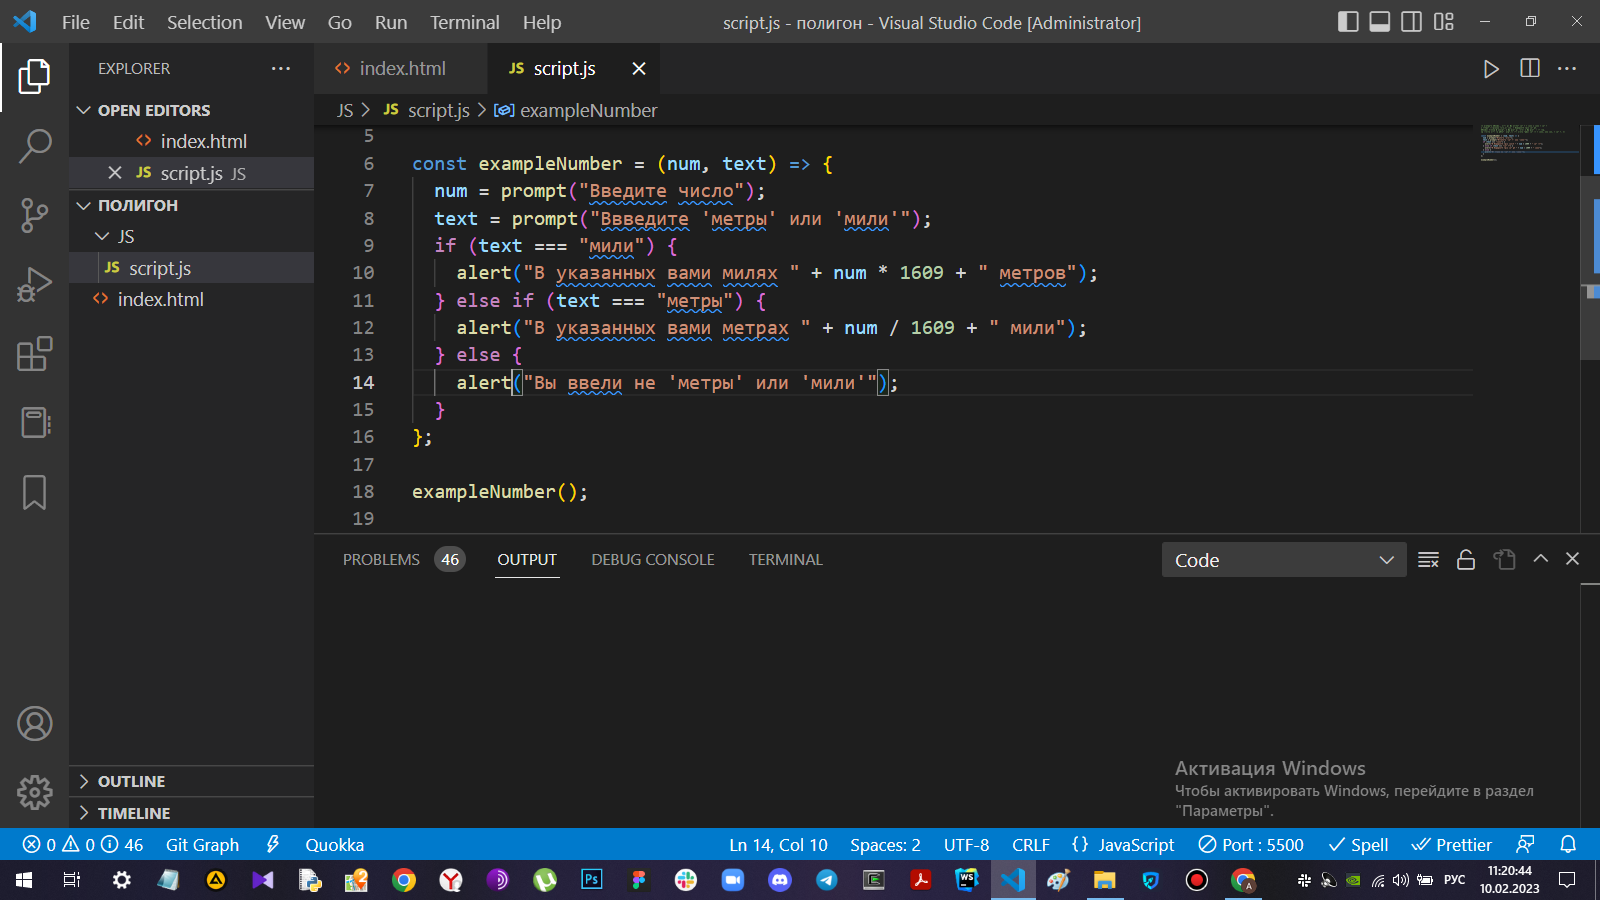 File Edit Selection View Go Run Terminal Help
script.js - полигон - Visual Studio Code [Administrator]
EXPLORER
index.html
JS script.js
OPEN EDITORS
index.html
JS script.js JS
ПОЛИГОН
JS
JS script.js
index.html
JS > JS script.js > exampleNumber
5
6 const exampleNumber = (num, text) => {
7 num = prompt("Введите число");
8 text = prompt("Ввведите 'метры' или 'мили'");
9 if (text === "мили") {
10 alert("В указанных вами милях " + num * 1609 + " метров");
11 } else if (text === "метры") {
12 alert("В указанных вами метрах " + num / 1609 + " мили");
13 } else {
14 alert("Вы ввели не 'метры' или 'мили'");
15 }
16 };
17
18 exampleNumber();
19
PROBLEMS 46 OUTPUT DEBUG CONSOLE TERMINAL
Code
Активация Windows
Чтобы активировать Windows, перейдите в раздел
"Параметры".
OUTLINE
TIMELINE
0 0 46 Git Graph Quokka
Ln 14, Col 10 Spaces: 2 UTF-8 CRLF {} JavaScript Port : 5500 Spell Prettier
Ps
WS
A
РУС
11:20:44
10.02.2023